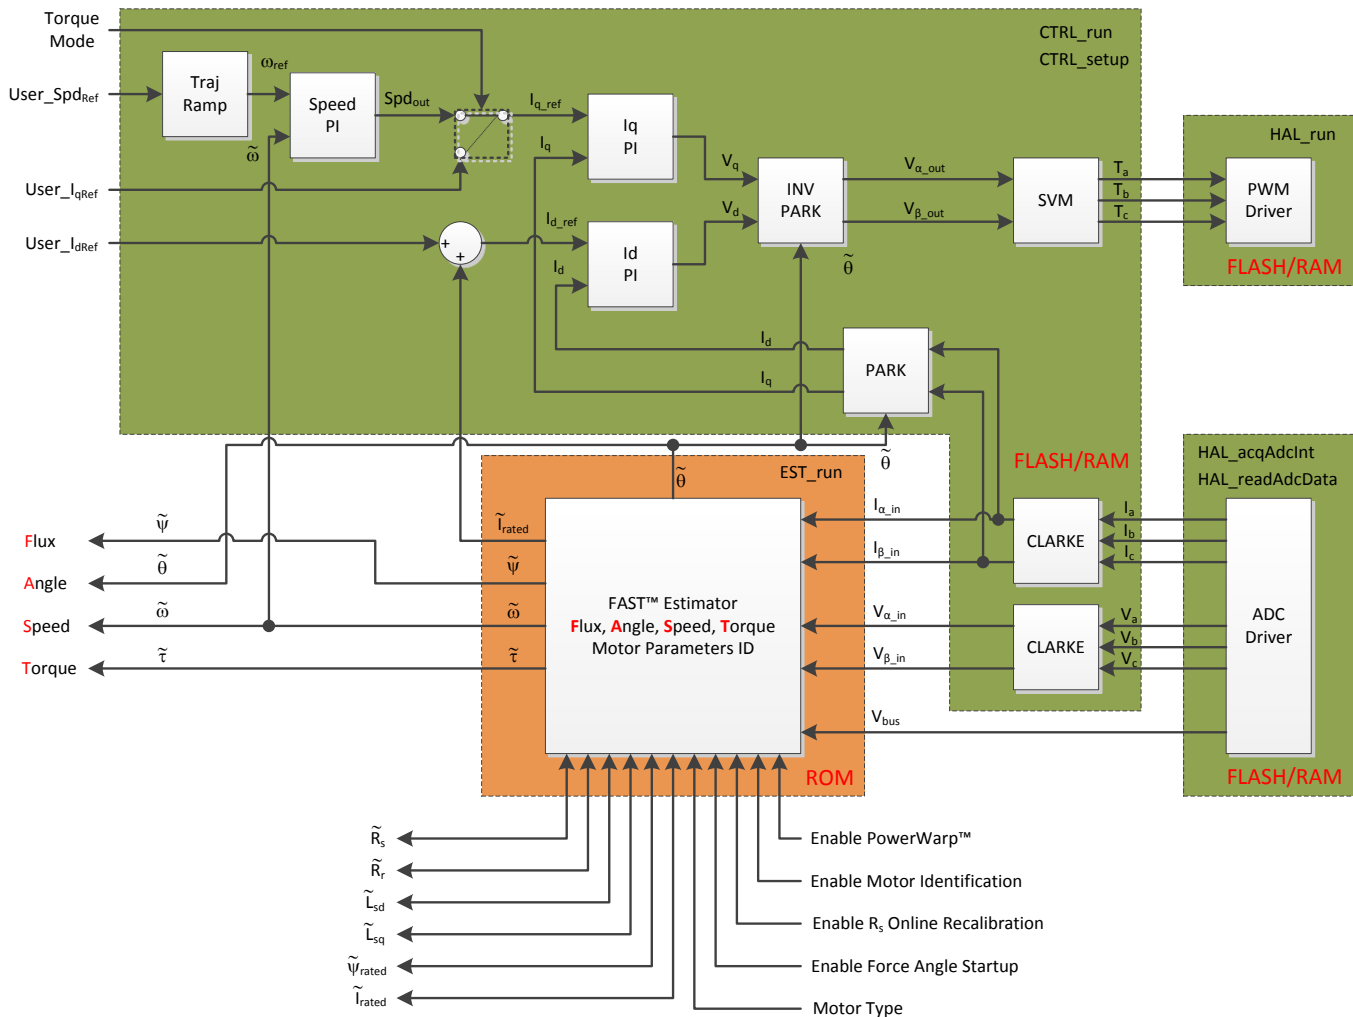 Torque
Mode
CTRL_run
CTRL_setup
User_SpdRef
Traj
Ramp
ωref
Speed
PI
Spdout
Iq_ref
Iq
PI
Iq
ω̃
User_IqRef
User_IdRef
+
+
Id_ref
Id
PI
Id
Vq
Vd
INV
PARK
θ̃
Vα_out
Vβ_out
SVM
Ta
Tb
Tc
HAL_run
PWM
Driver
FLASH/RAM
Id
Iq
PARK
θ̃
FLASH/RAM
HAL_acqAdcInt
HAL_readAdcData
EST_run
θ̃
Ĩrated
ψ̃
ω̃
τ̃
FAST™ Estimator
Flux, Angle, Speed, Torque
Motor Parameters ID
ROM
Iα_in
Iβ_in
Vα_in
Vβ_in
Vbus
CLARKE
CLARKE
Ia
Ib
Ic
Va
Vb
Vc
ADC
Driver
FLASH/RAM
Flux
ψ̃
Angle
θ̃
Speed
ω̃
Torque
τ̃
R̃s
R̃r
L̃sd
L̃sq
ψ̃rated
Ĩrated
Enable PowerWarp™
Enable Motor Identification
Enable Rs Online Recalibration
Enable Force Angle Startup
Motor Type